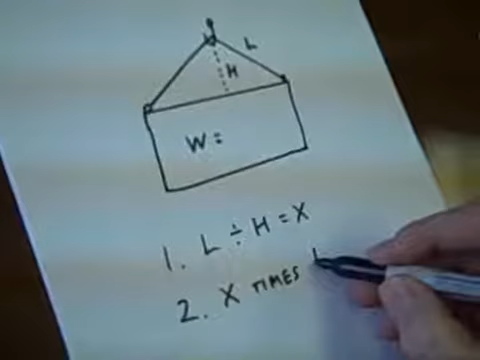 L
H
W =
1. L ÷ H = X
2. X TIMES